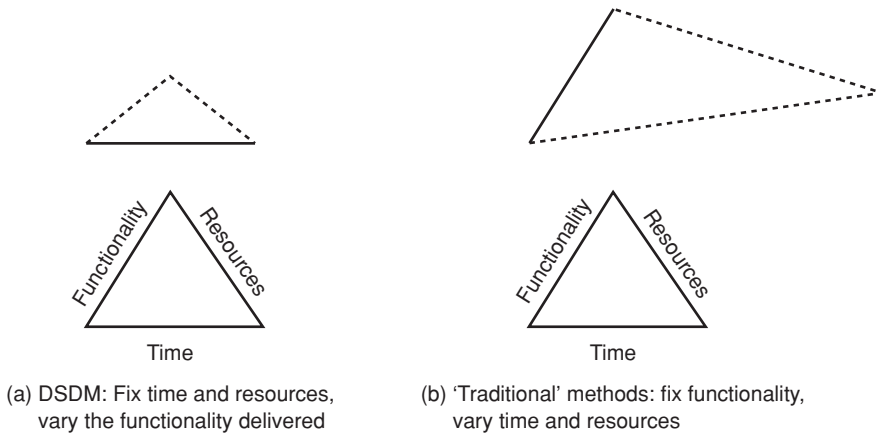 Functionality
Resources
Time
(a) DSDM: Fix time and resources,
vary the functionality delivered
Functionality
Resources
Time
(b) ‘Traditional’ methods: fix functionality,
vary time and resources